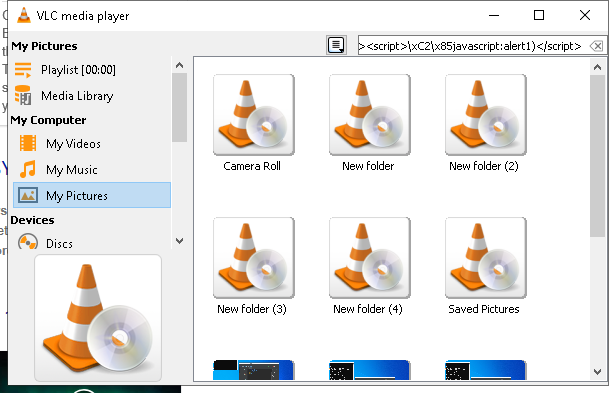 VLC media player
My Pictures
><script>\xC2\x85javascript:alert1)</script>
Playlist [00:00]
Media Library
My Computer
My Videos
My Music
My Pictures
Devices
Discs
Camera Roll
New folder
New folder (2)
New folder (3)
New folder (4)
Saved Pictures